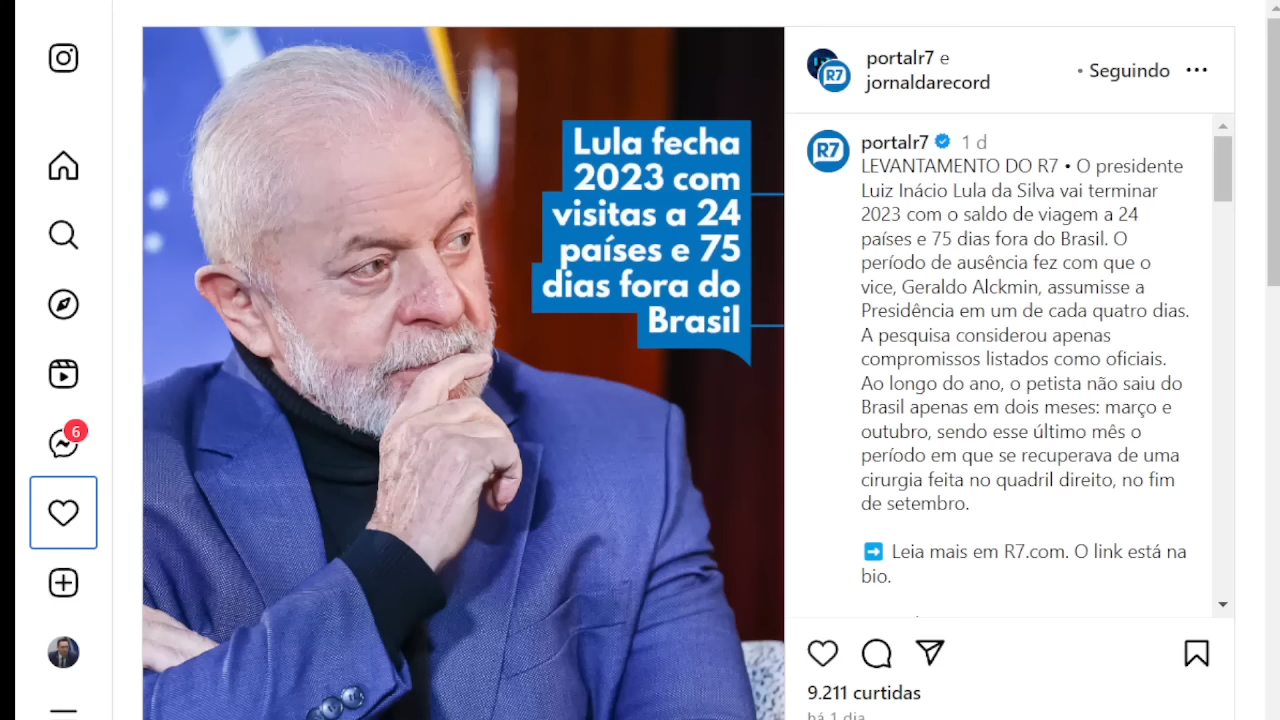 Lula fecha
2023 com
visitas a 24
países e 75
dias fora do
Brasil
6
portalr7 e
jornaldarecord
• Seguindo
R7
R7
portalr7 1 d
LEVANTAMENTO DO R7 • O presidente
Luiz Inácio Lula da Silva vai terminar
2023 com o saldo de viagem a 24
países e 75 dias fora do Brasil. O
período de ausência fez com que o
vice, Geraldo Alckmin, assumisse a
Presidência em um de cada quatro dias.
A pesquisa considerou apenas
compromissos listados como oficiais.
Ao longo do ano, o petista não saiu do
Brasil apenas em dois meses: março e
outubro, sendo esse último mês o
período em que se recuperava de uma
cirurgia feita no quadril direito, no fim
de setembro.
➡ Leia mais em R7.com. O link está na
bio.
9.211 curtidas
há 1 dia